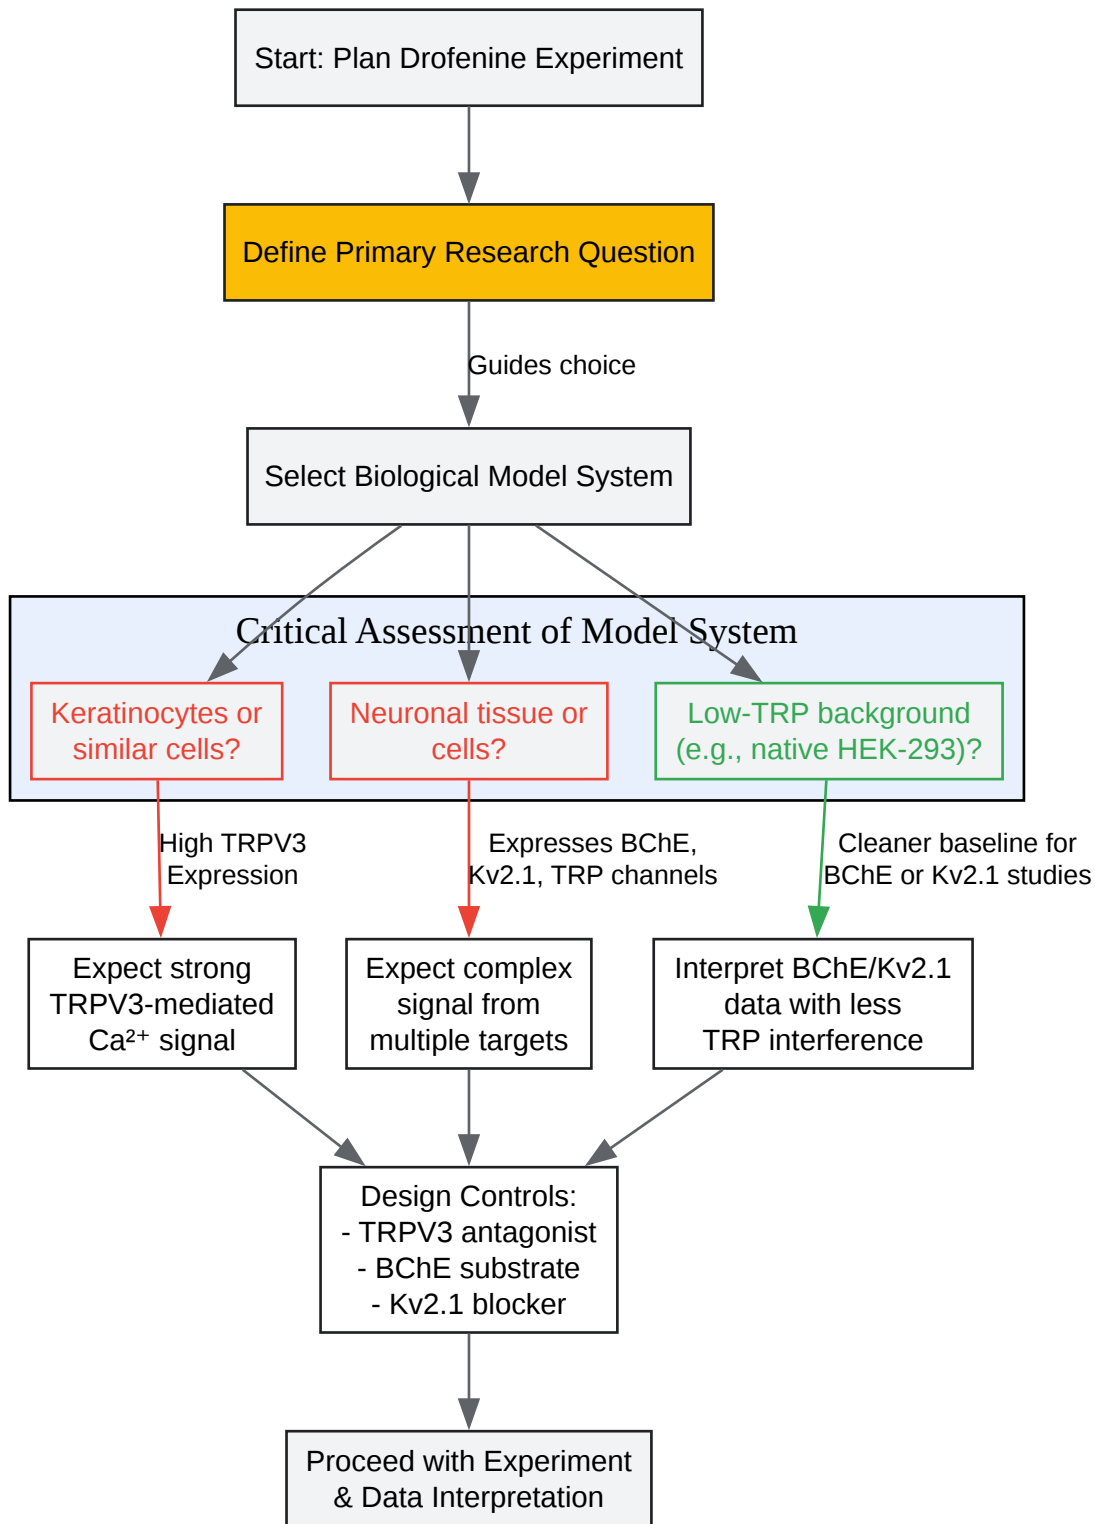 Start: Plan Drofenine Experiment
Define Primary Research Question
Guides choice
Select Biological Model System
Critical Assessment of Model System
Keratinocytes or
similar cells?
Neuronal tissue or
cells?
Low-TRP background
(e.g., native HEK-293)?
High TRPV3
Expression
Expresses BChE,
Kv2.1, TRP channels
Cleaner baseline for
BChE or Kv2.1 studies
Expect strong
TRPV3-mediated
Ca²⁺ signal
Expect complex
signal from
multiple targets
Interpret BChE/Kv2.1
data with less
TRP interference
Design Controls:
- TRPV3 antagonist
- BChE substrate
- Kv2.1 blocker
Proceed with Experiment
& Data Interpretation